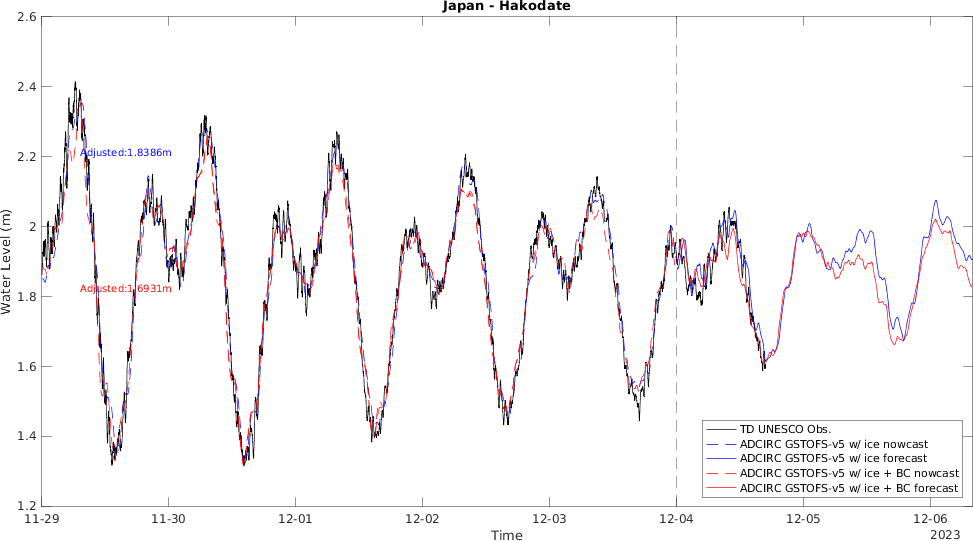 Japan - Hakodate
2.6
2.4
2.2
2
1.8
1.6
1.4
1.2
Water Level (m)
Adjusted:1.8386m
Adjusted:1.6931m
TD UNESCO Obs.
ADCIRC GSTOFS-v5 w/ ice nowcast
ADCIRC GSTOFS-v5 w/ ice forecast
ADCIRC GSTOFS-v5 w/ ice + BC nowcast
ADCIRC GSTOFS-v5 w/ ice + BC forecast
11-29 11-30 12-01 12-02 12-03 12-04 12-05 12-06
Time
2023